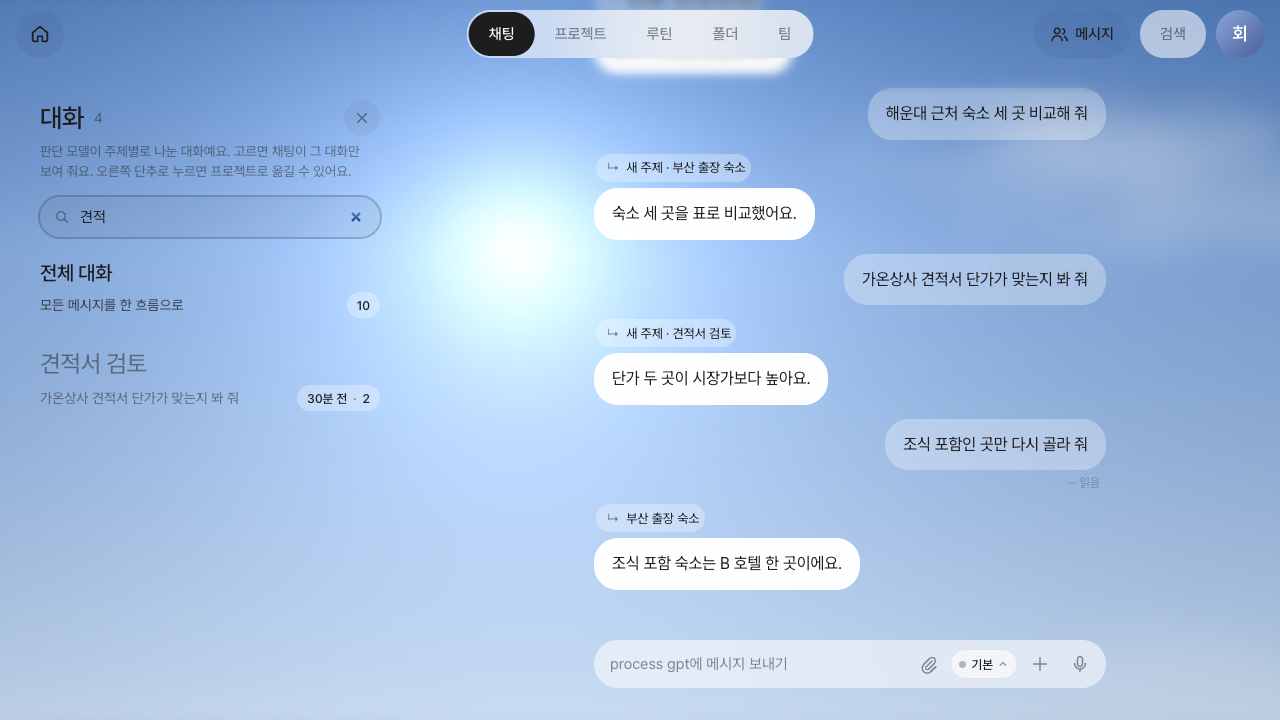 채팅
프로젝트
루틴
폴더
팀
메시지
검색
회
대화 4
판단 모델이 주제별로 나눈 대화예요. 고르면 채팅이 그 대화만
보여 줘요. 오른쪽 단추로 누르면 프로젝트로 옮길 수 있어요.
견적
전체 대화
모든 메시지를 한 흐름으로
10
견적서 검토
가온상사 견적서 단가가 맞는지 봐 줘
30분 전 · 2
해운대 근처 숙소 세 곳 비교해 줘
새 주제 · 부산 출장 숙소
숙소 세 곳을 표로 비교했어요.
가온상사 견적서 단가가 맞는지 봐 줘
새 주제 · 견적서 검토
단가 두 곳이 시장가보다 높아요.
조식 포함인 곳만 다시 골라 줘
··· 읽음
부산 출장 숙소
조식 포함 숙소는 B 호텔 한 곳이에요.
process gpt에 메시지 보내기
기본